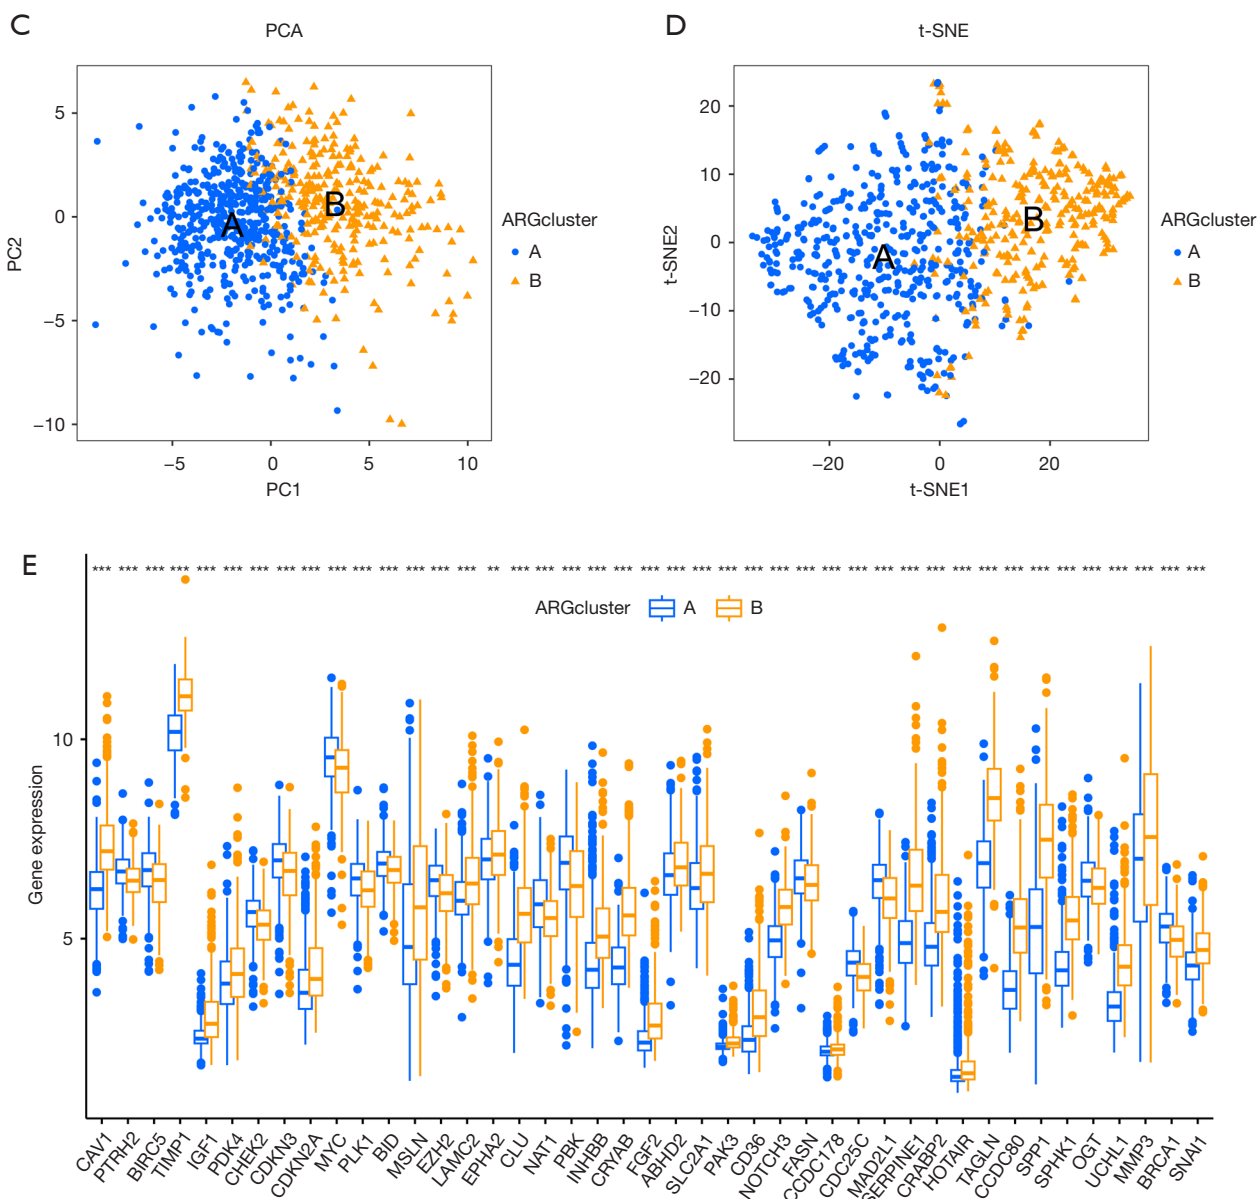 C
PCA
A
B
5
0
−5
−10
PC2
−5
0
5
10
PC1
ARGcluster
A
B
D
t-SNE
A
B
20
10
0
−10
−20
t-SNE2
−20
0
20
t-SNE1
ARGcluster
A
B
E
*** *** *** *** *** *** *** *** *** *** *** *** *** *** *** ** *** ** *** *** *** *** *** *** *** *** *** *** *** *** *** *** *** *** *** *** *** *** *** *** *** *** ***
ARGcluster A B
10
5
Gene expression
CAV1
PTRH2
BIRC5
TIMP1
IGF1
PDK4
CHEK2
CDKN3
CDKN2A
MYC
PLK1
BID
MSLN
EZH2
LAMC2
EPHA2
CLU
NAT1
PBK
INHBB
CRYAB
FGF2
ABHD2
SLC2A1
PAK3
CD36
NOTCH3
FASN
CCDC178
CDC25C
MAD2L1
SERPINE1
CRABP2
HOTAIR
TAGLN
CCDC80
SPP1
SPHK1
OGT
UCHL1
MMP3
BRCA1
SNAI1